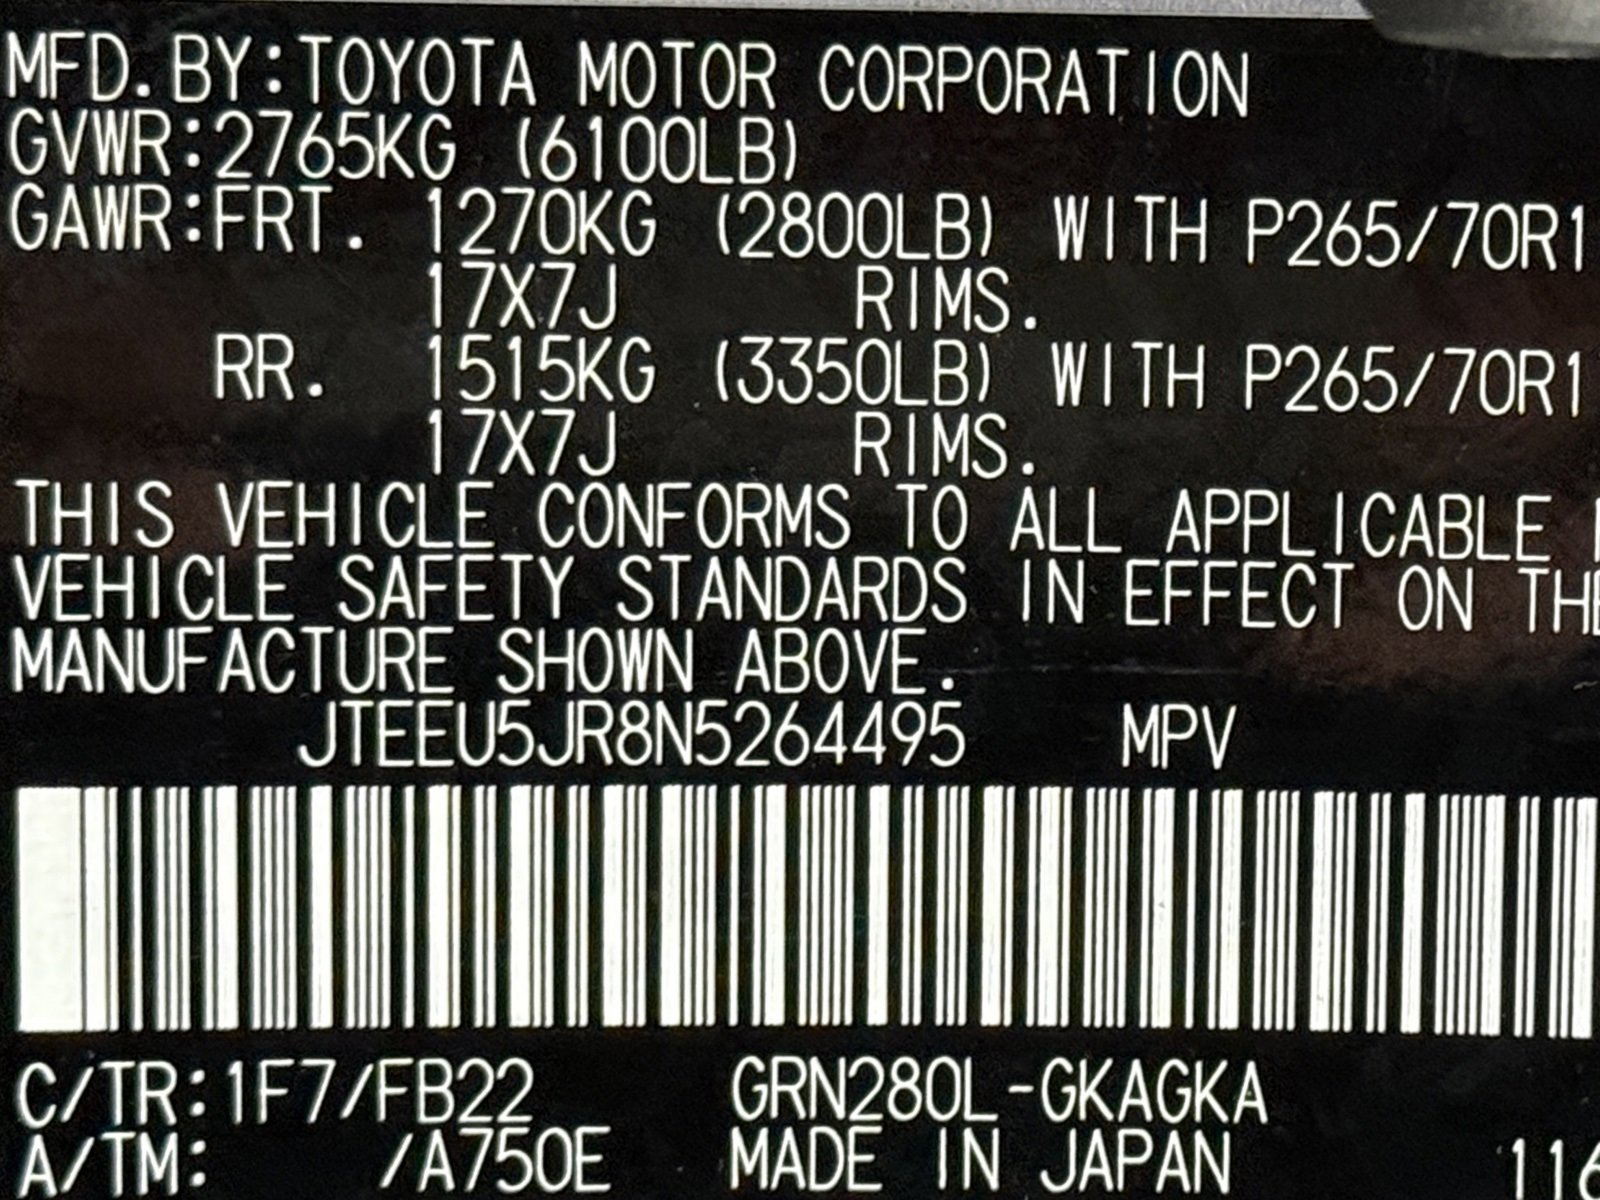 MFD.BY:TOYOTA MOTOR CORPORATION
GVWR:2765KG (6100LB)
GAWR:FRT. 1270KG (2800LB) WITH P265/70R1
17X7J RIMS.
RR. 1515KG (3350LB) WITH P265/70R1
17X7J RIMS.
THIS VEHICLE CONFORMS TO ALL APPLICABLE
VEHICLE SAFETY STANDARDS IN EFFECT ON THE
MANUFACTURE SHOWN ABOVE.
JTEEU5JR8N5264495 MPV
C/TR:1F7/FB22 GRN280L-GKAGKA
A/TM: /A750E MADE IN JAPAN 116